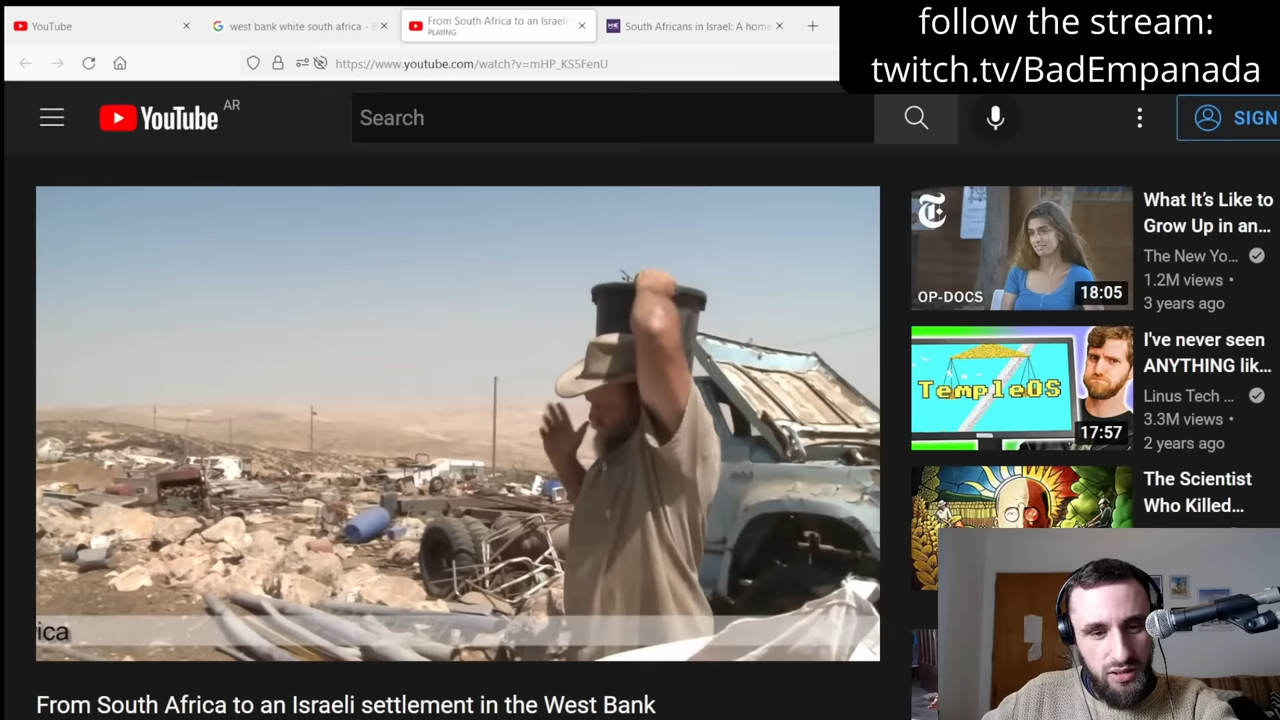 YouTube
west bank white south africa -
From South Africa to an Israeli
PLAYING
South Africans in Israel: A home
follow the stream:
twitch.tv/BadEmpanada
https://www.youtube.com/watch?v=mHP_KS5FenU
YouTube AR
Search
SIGN
What It’s Like to
Grow Up in an...
The New Yo...
1.2M views •
3 years ago
OP-DOCS
18:05
I've never seen
ANYTHING lik...
Linus Tech ...
3.3M views •
2 years ago
TempleOS
17:57
The Scientist
Who Killed...
ica
From South Africa to an Israeli settlement in the West Bank